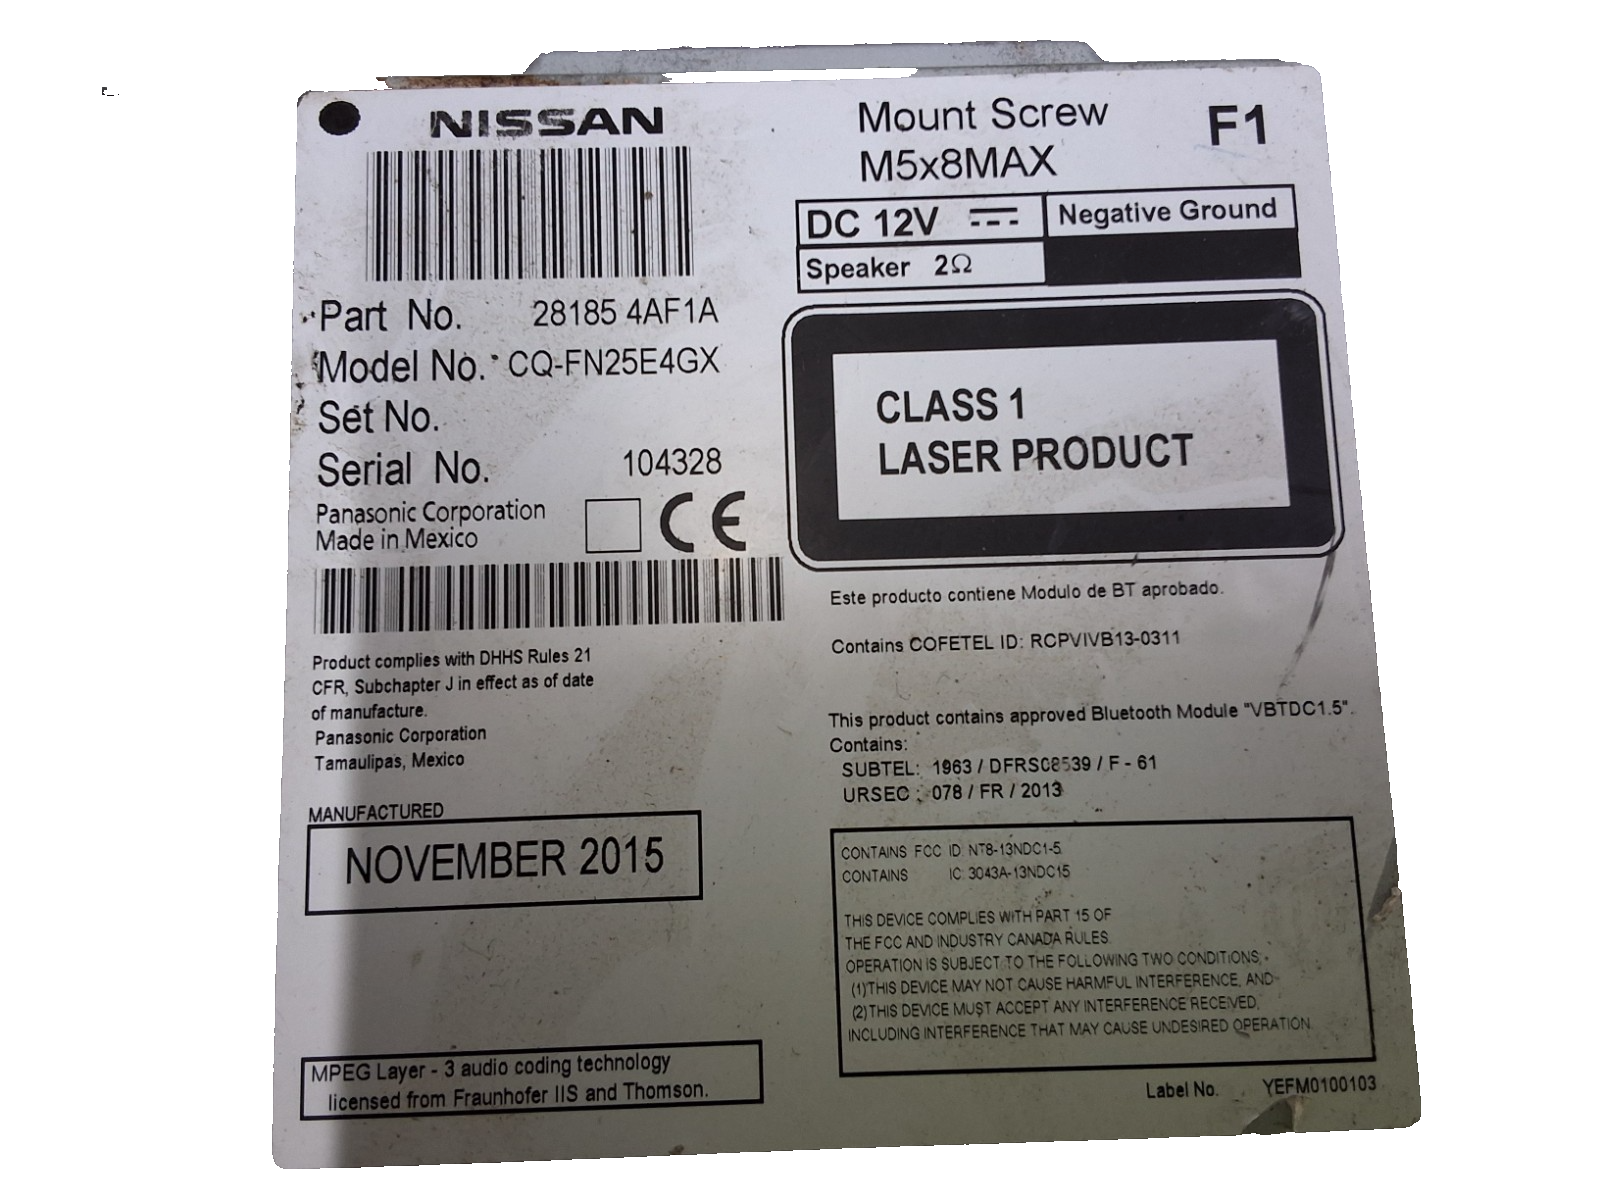 NISSAN
Part No. 28185 4AF1A
Model No. CQ-FN25E4GX
Set No.
Serial No. 104328
Panasonic Corporation
Made in Mexico
CE
Product complies with DHHS Rules 21
CFR, Subchapter J in effect as of date
of manufacture.
Panasonic Corporation
Tamaulipas, Mexico
MANUFACTURED
NOVEMBER 2015
MPEG Layer - 3 audio coding technology
licensed from Fraunhofer IIS and Thomson.
Mount Screw
M5x8MAX
F1
DC 12V
Negative Ground
Speaker 2Ω
CLASS 1
LASER PRODUCT
Este producto contiene Modulo de BT aprobado.
Contains COFETEL ID: RCPVIVB13-0311
This product contains approved Bluetooth Module "VBTDC1.5".
Contains:
SUBTEL: 1963 / DFRS08539 / F - 61
URSEC : 078 / FR / 2013
CONTAINS FCC ID: NT8-13NDC1-5
CONTAINS IC: 3043A-13NDC15
THIS DEVICE COMPLIES WITH PART 15 OF
THE FCC AND INDUSTRY CANADA RULES.
OPERATION IS SUBJECT TO THE FOLLOWING TWO CONDITIONS;
(1)THIS DEVICE MAY NOT CAUSE HARMFUL INTERFERENCE, AND
(2)THIS DEVICE MUST ACCEPT ANY INTERFERENCE RECEIVED,
INCLUDING INTERFERENCE THAT MAY CAUSE UNDESIRED OPERATION.
Label No. YEFM0100103